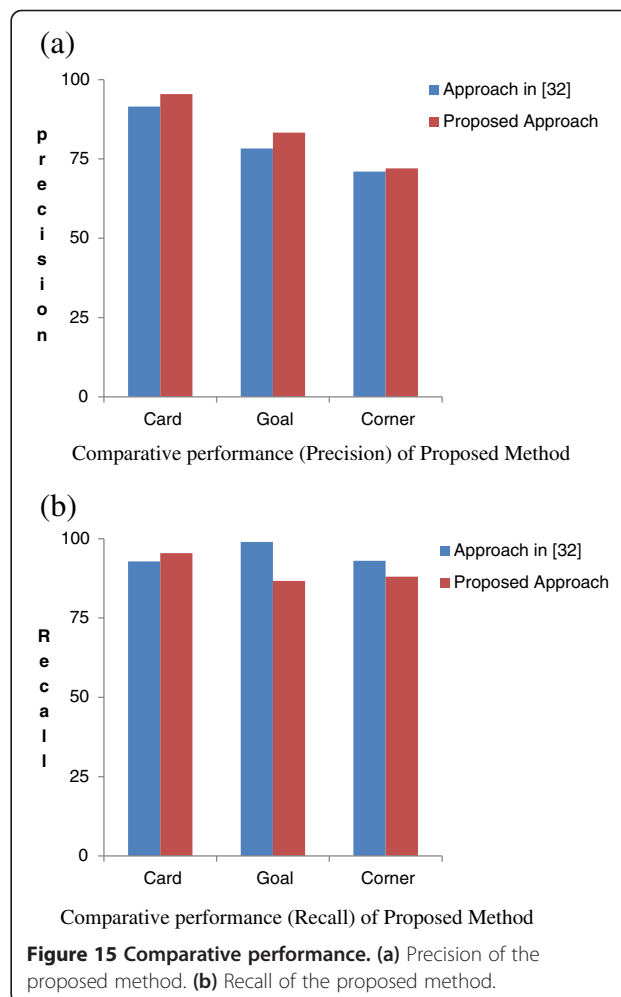 (a)
100
75
50
25
0
precision
Card Goal Corner
Approach in [32]
Proposed Approach
Comparative performance (Precision) of Proposed Method
(b)
100
75
50
25
0
Recall
Card Goal Corner
Approach in [32]
Proposed Approach
Comparative performance (Recall) of Proposed Method
Figure 15 Comparative performance. (a) Precision of the
proposed method. (b) Recall of the proposed method.